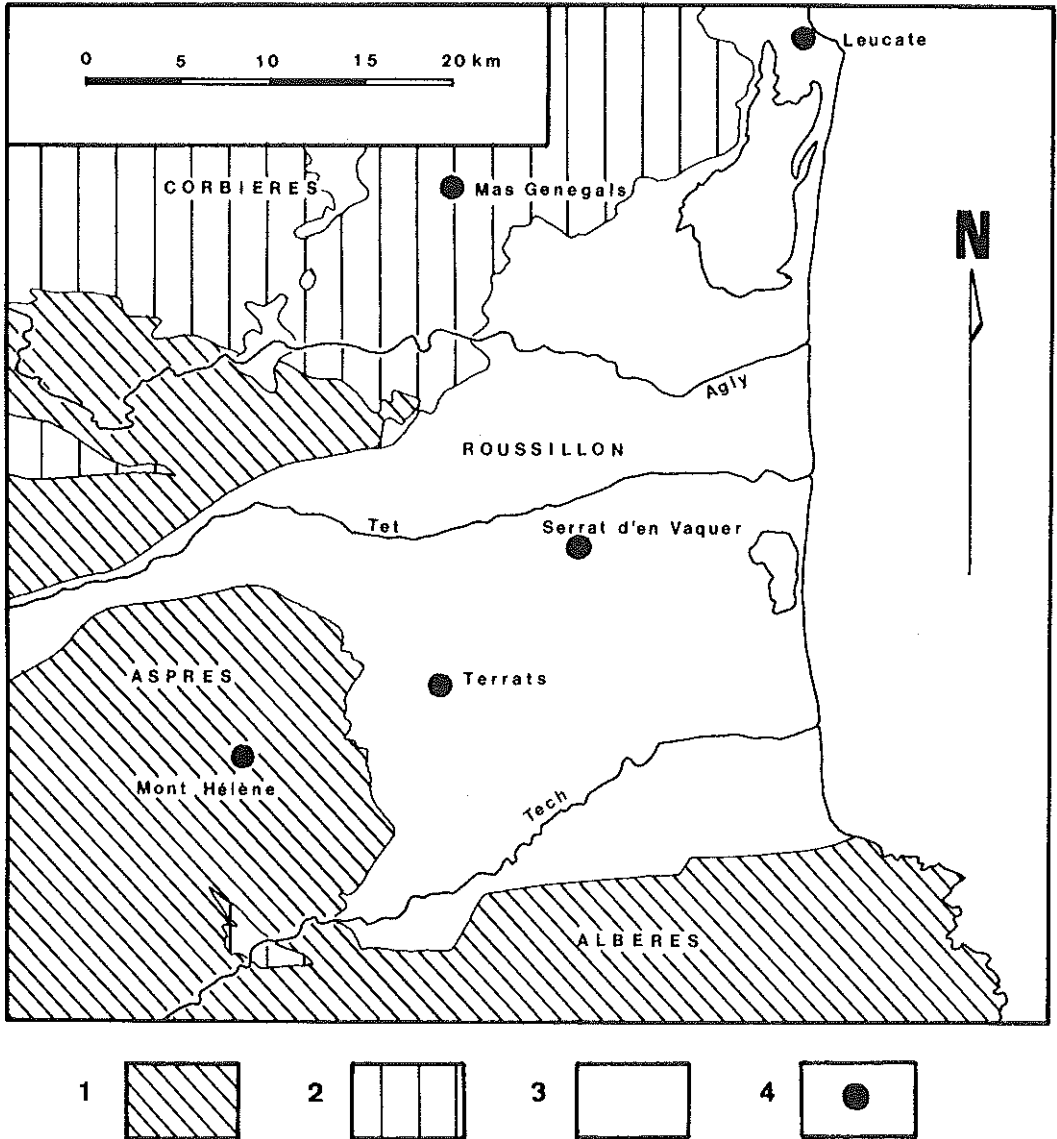 0 5 10 15 20 km
Leucate
CORBIERES
Mas Genegals
N
Agly
ROUSSILLON
Tet
Serrat d'en Vaquer
ASPRES
Terrats
Mont Hélène
Tech
ALBERES
1 2 3 4